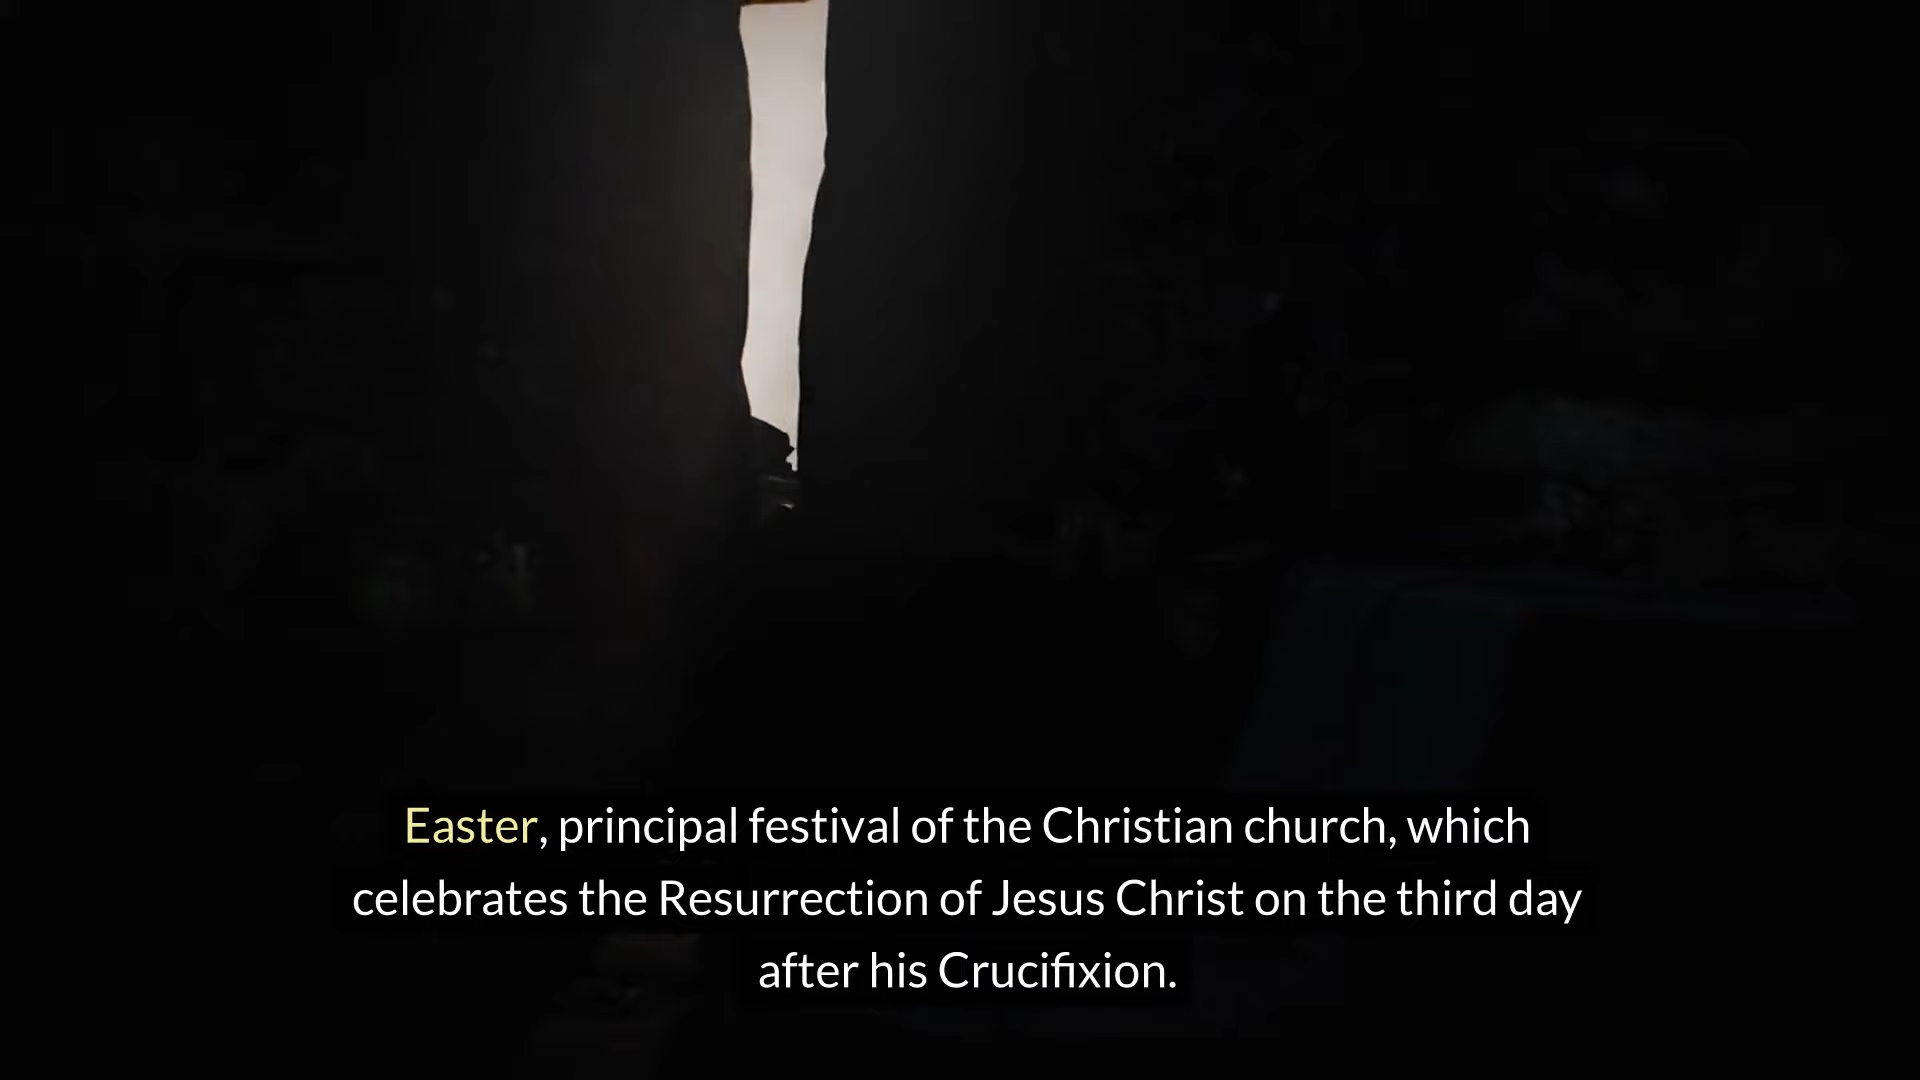 Easter, principal festival of the Christian church, which
celebrates the Resurrection of Jesus Christ on the third day
after his Crucifixion.